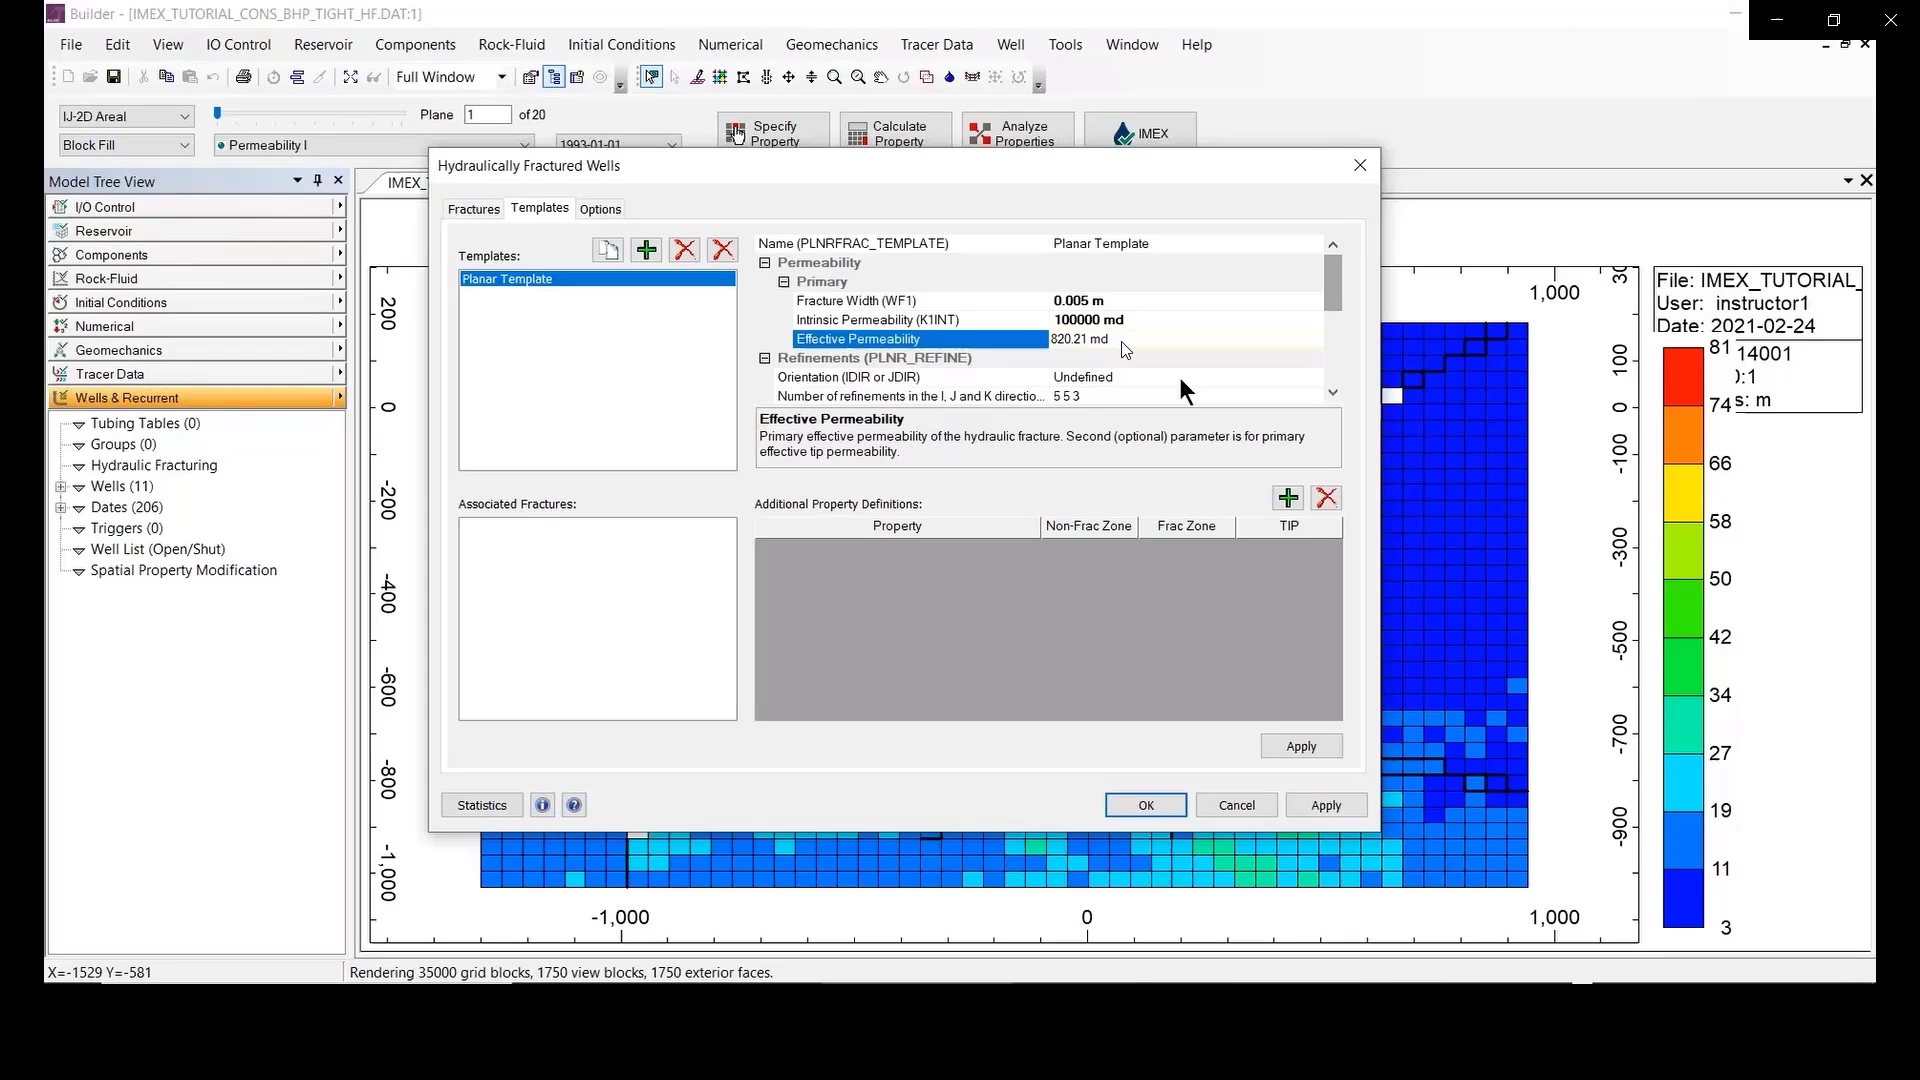 Builder - [IMEX_TUTORIAL_CONS_BHP_TIGHT_HF.DAT:1]
File Edit View IO Control Reservoir Components Rock-Fluid Initial Conditions Numerical Geomechanics Tracer Data Well Tools Window Help
Full Window
IJ-2D Areal Plane 1 of 20
Block Fill Permeability I 1993-01-01
Specify Property
Calculate Property
Analyze Properties
IMEX
Model Tree View
I/O Control
Reservoir
Components
Rock-Fluid
Initial Conditions
Numerical
Geomechanics
Tracer Data
Wells & Recurrent
Tubing Tables (0)
Groups (0)
Hydraulic Fracturing
Wells (11)
Dates (206)
Triggers (0)
Well List (Open/Shut)
Spatial Property Modification
IMEX_
Hydraulically Fractured Wells
Fractures Templates Options
Templates:
Planar Template
Associated Fractures:
Name (PLNRFRAC_TEMPLATE) Planar Template
Permeability
Primary
Fracture Width (WF1) 0.005 m
Intrinsic Permeability (K1INT) 100000 md
Effective Permeability 820.21 md
Refinements (PLNR_REFINE)
Orientation (IDIR or JDIR) Undefined
Number of refinements in the I, J and K directio... 5 5 3
Effective Permeability
Primary effective permeability of the hydraulic fracture. Second (optional) parameter is for primary
effective tip permeability.
Additional Property Definitions:
Property Non-Frac Zone Frac Zone TIP
Apply
Statistics OK Cancel Apply
200
0
-200
-400
-600
-800
-1,000
-1,000 0 1,000
1,000
30
100
0
-100
-300
-500
-700
-900
File: IMEX_TUTORIAL_
User: instructor1
Date: 2021-02-24
14001
:1
s: m
81
74
66
58
50
42
34
27
19
11
3
X=-1529 Y=-581 Rendering 35000 grid blocks, 1750 view blocks, 1750 exterior faces.